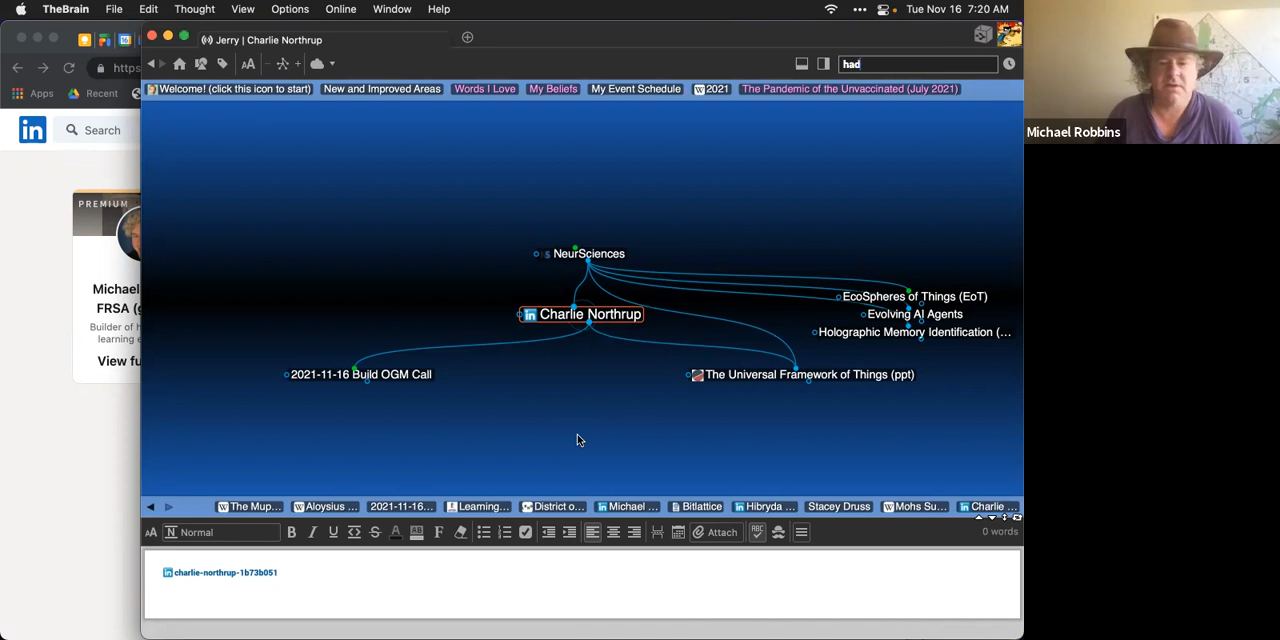 TheBrain File Edit Thought View Options Online Window Help Tue Nov 16 7:20 AM
Jerry | Charlie Northrup
https
had
Apps Recent
Welcome! (click this icon to start) New and Improved Areas Words I Love My Beliefs My Event Schedule 2021 The Pandemic of the Unvaccinated (July 2021)
Search
Michael Robbins
PREMIUM
NeurSciences
EcoSpheres of Things (EoT)
Charlie Northrup
Evolving AI Agents
Holographic Memory Identification (...
Michael
FRSA (
Builder of h
learning e
View fu
2021-11-16 Build OGM Call
The Universal Framework of Things (ppt)
The Mup... Aloysius ... 2021-11-16... Learning... District o... Michael ... Bitlattice Hibryda ... Stacey Druss Mohs Su... Charlie ...
Normal
Attach
0 words
charlie-northrup-1b73b051